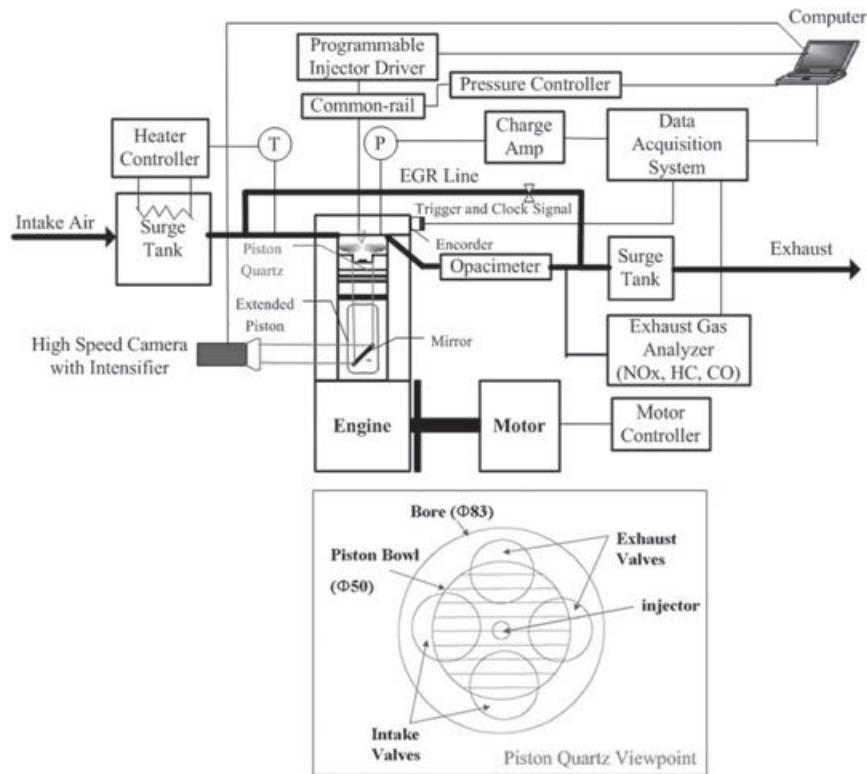 Computer
Programmable
Injector Driver
Pressure Controller
Common-rail
Heater
Controller
T
P
Charge
Amp
Data
Acquisition
System
EGR Line
Intake Air
Surge
Tank
Trigger and Clock Signal
Encorder
Piston
Quartz
Opacimeter
Surge
Tank
Exhaust
Extended
Piston
Mirror
High Speed Camera
with Intensifier
Exhaust Gas
Analyzer
(NOx, HC, CO)
Engine
Motor
Motor
Controller
Bore (Φ83)
Exhaust
Valves
Piston Bowl
(Φ50)
injector
Intake
Valves
Piston Quartz Viewpoint